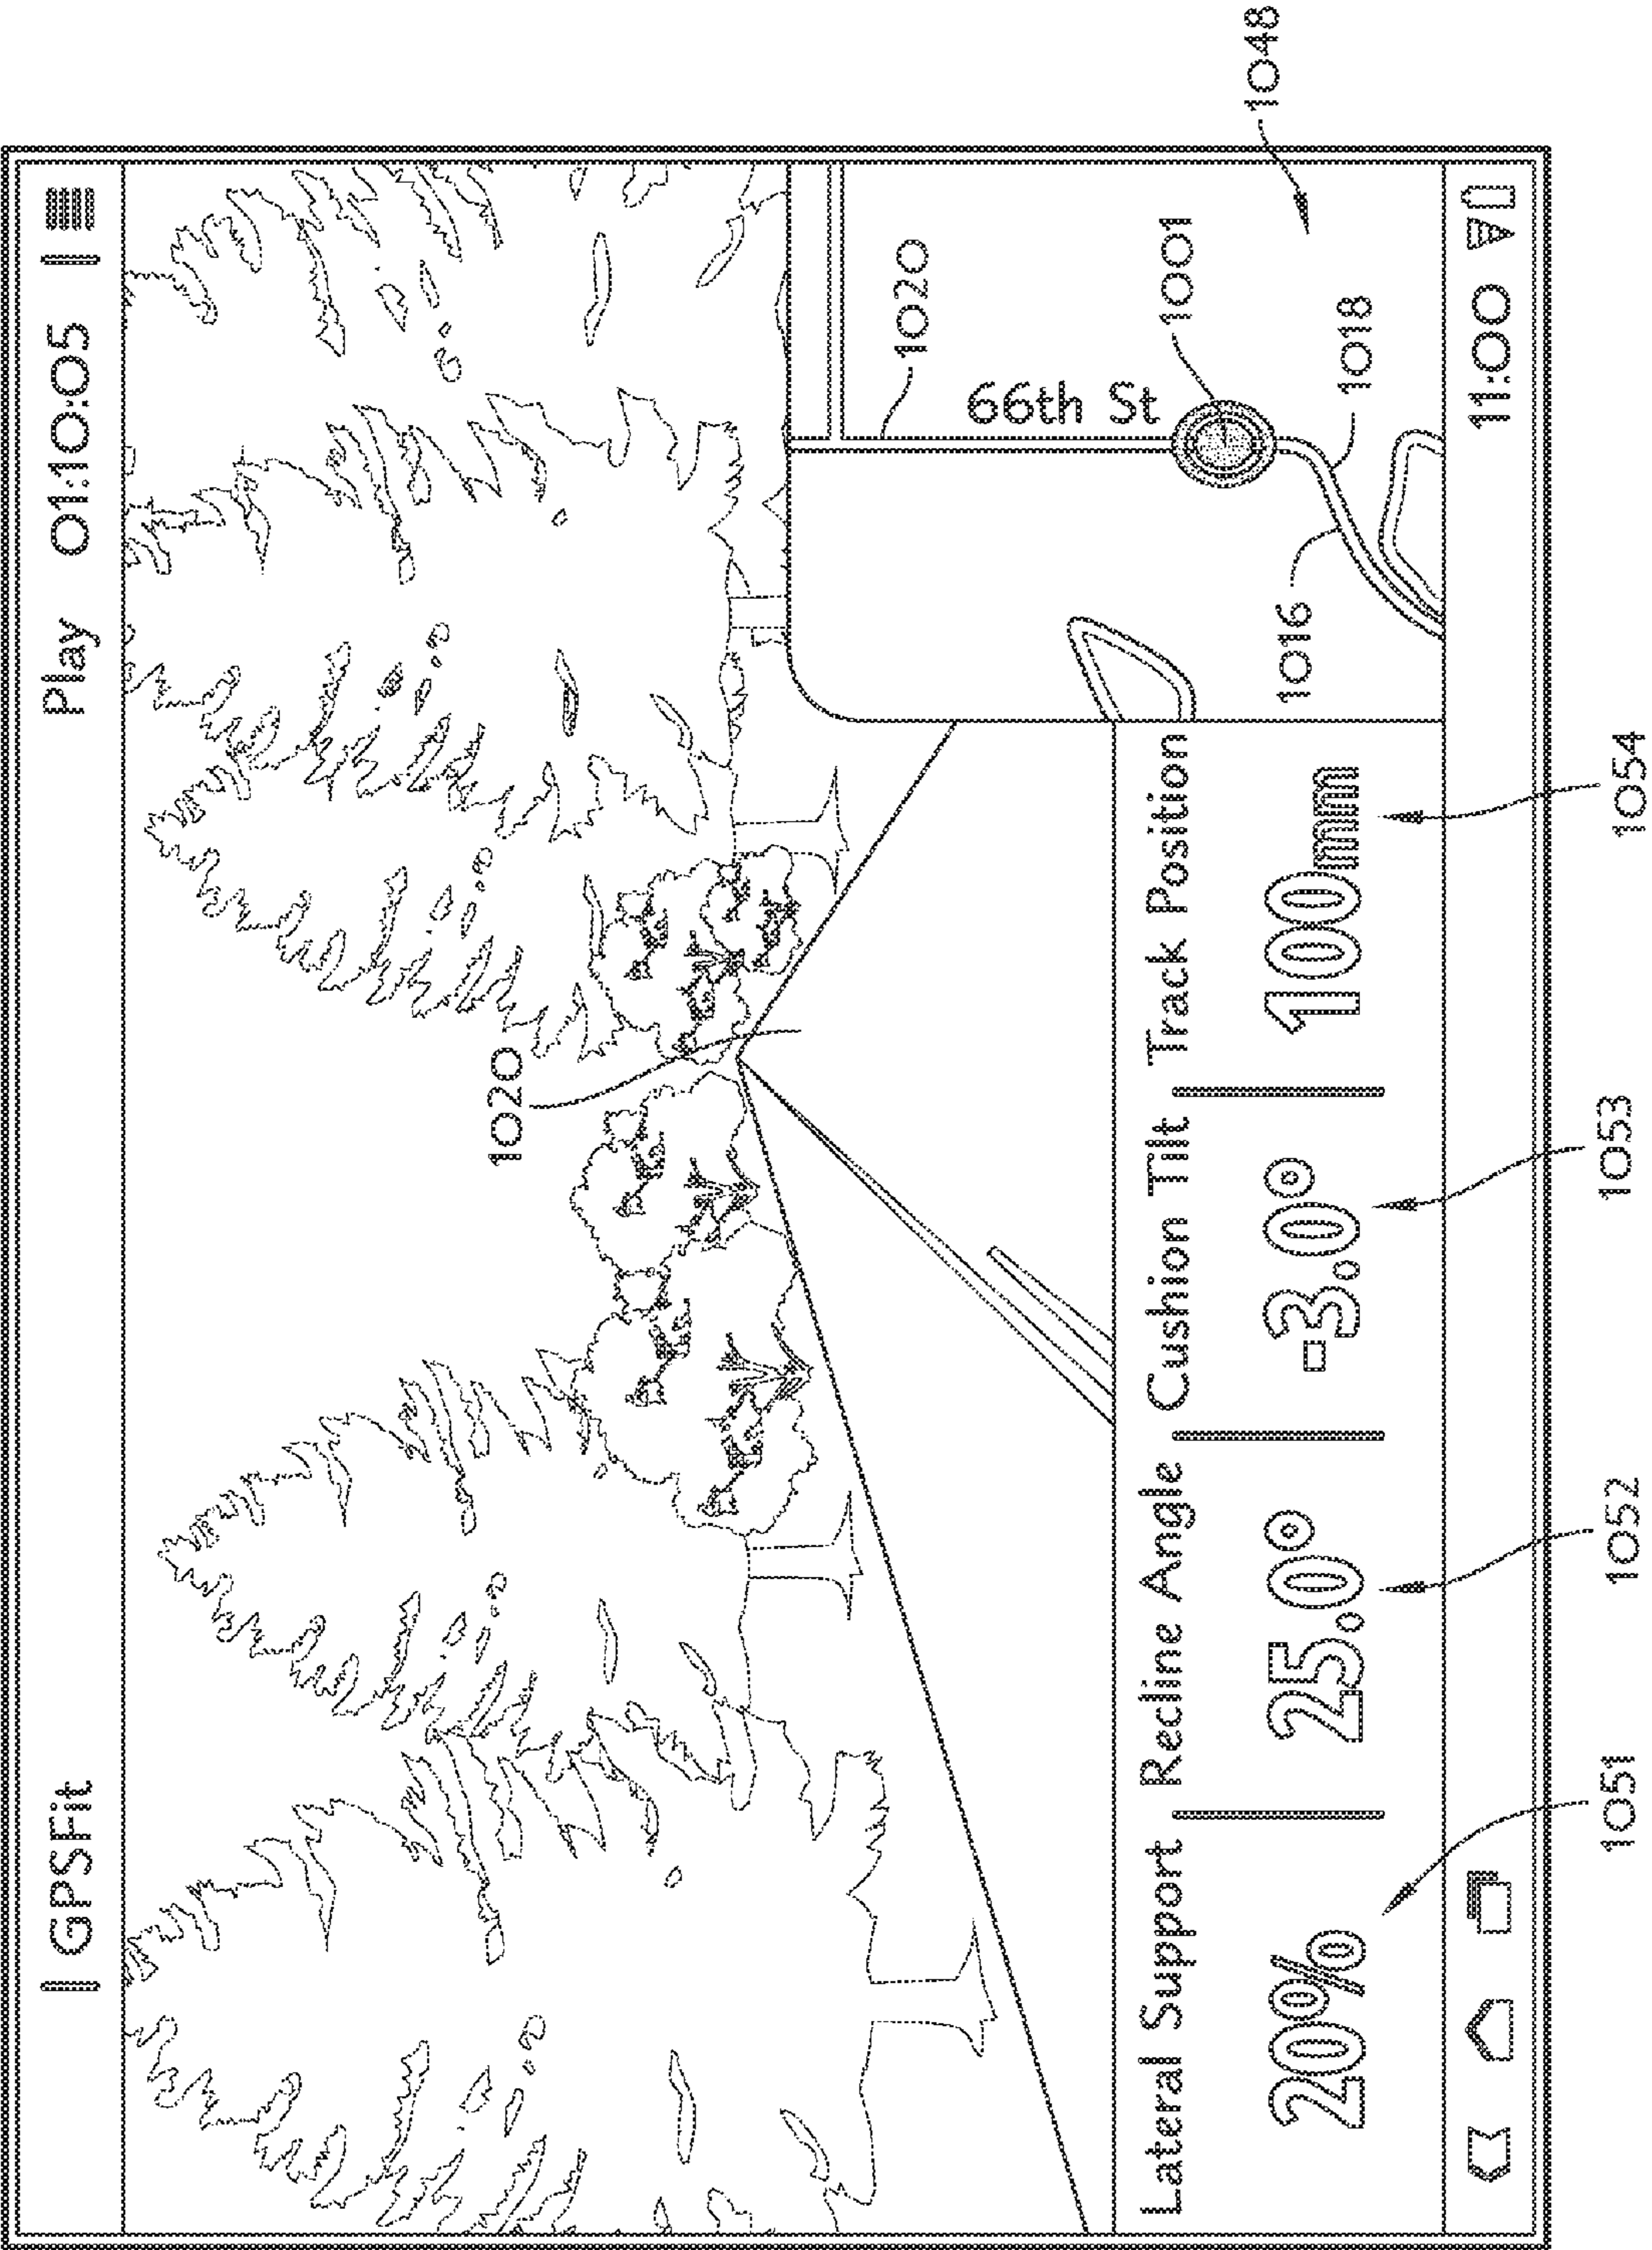 GPSFit
Play 01:10:05
1020
1020
66th St
1001
1048
1016
1018
Lateral Support
Recline Angle
Cushion Tilt
Track Position
20%
25.0°
-3.0°
100mm
11:00
1051
1052
1053
1054